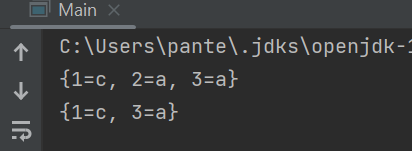 Main
C:\Users\pante\.jdks\openjdk-1
{1=c, 2=a, 3=a}
{1=c, 3=a}